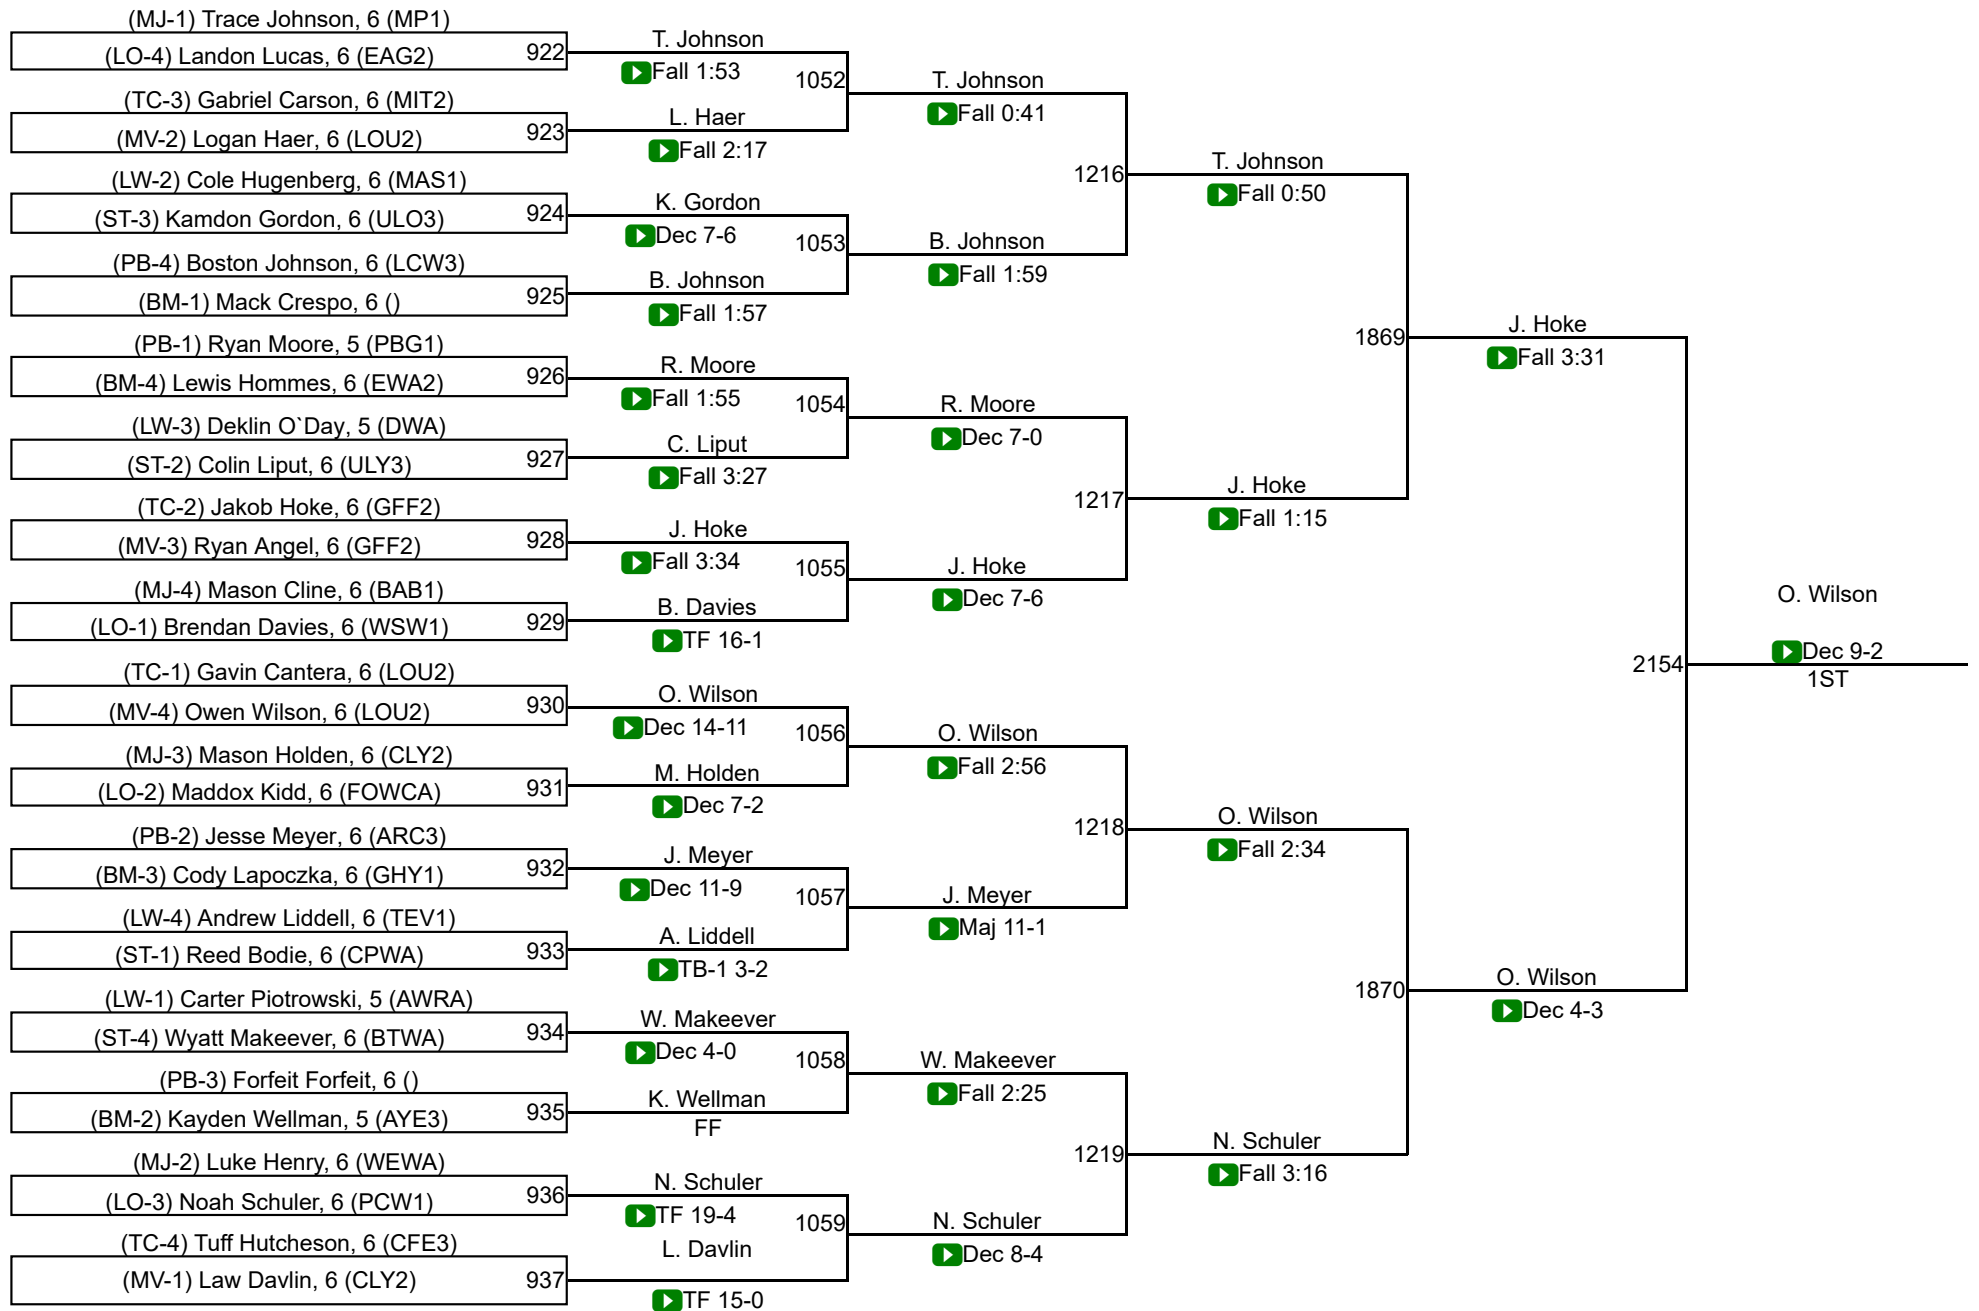 (MJ-1) Trace Johnson, 6 (MP1)
(LO-4) Landon Lucas, 6 (EAG2)
922
(TC-3) Gabriel Carson, 6 (MIT2)
(MV-2) Logan Haer, 6 (LOU2)
923
(LW-2) Cole Hugenberg, 6 (MAS1)
(ST-3) Kamdon Gordon, 6 (ULO3)
924
(PB-4) Boston Johnson, 6 (LCW3)
(BM-1) Mack Crespo, 6 ()
925
(PB-1) Ryan Moore, 5 (PBG1)
(BM-4) Lewis Hommes, 6 (EWA2)
926
(LW-3) Deklin O`Day, 5 (DWA)
(ST-2) Colin Liput, 6 (ULY3)
927
(TC-2) Jakob Hoke, 6 (GFF2)
(MV-3) Ryan Angel, 6 (GFF2)
928
(MJ-4) Mason Cline, 6 (BAB1)
(LO-1) Brendan Davies, 6 (WSW1)
929
(TC-1) Gavin Cantera, 6 (LOU2)
(MV-4) Owen Wilson, 6 (LOU2)
930
(MJ-3) Mason Holden, 6 (CLY2)
(LO-2) Maddox Kidd, 6 (FOWCA)
931
(PB-2) Jesse Meyer, 6 (ARC3)
(BM-3) Cody Lapoczka, 6 (GHY1)
932
(LW-4) Andrew Liddell, 6 (TEV1)
(ST-1) Reed Bodie, 6 (CPWA)
933
(LW-1) Carter Piotrowski, 5 (AWRA)
(ST-4) Wyatt Makeever, 6 (BTWA)
934
(PB-3) Forfeit Forfeit, 6 ()
(BM-2) Kayden Wellman, 5 (AYE3)
935
(MJ-2) Luke Henry, 6 (WEWA)
(LO-3) Noah Schuler, 6 (PCW1)
936
(TC-4) Tuff Hutcheson, 6 (CFE3)
(MV-1) Law Davlin, 6 (CLY2)
937
T. Johnson
Fall 1:53
1052
L. Haer
Fall 2:17
K. Gordon
Dec 7-6
1053
B. Johnson
Fall 1:57
R. Moore
Fall 1:55
1054
C. Liput
Fall 3:27
J. Hoke
Fall 3:34
1055
B. Davies
TF 16-1
O. Wilson
Dec 14-11
1056
M. Holden
Dec 7-2
J. Meyer
Dec 11-9
1057
A. Liddell
TB-1 3-2
W. Makeever
Dec 4-0
1058
K. Wellman
FF
N. Schuler
TF 19-4
1059
L. Davlin
TF 15-0
T. Johnson
Fall 0:41
1216
B. Johnson
Fall 1:59
R. Moore
Dec 7-0
1217
J. Hoke
Dec 7-6
O. Wilson
Fall 2:56
1218
J. Meyer
Maj 11-1
W. Makeever
Fall 2:25
1219
N. Schuler
Dec 8-4
T. Johnson
Fall 0:50
1869
J. Hoke
Fall 1:15
O. Wilson
Fall 2:34
1870
N. Schuler
Fall 3:16
J. Hoke
Fall 3:31
2154
O. Wilson
Dec 4-3
O. Wilson
Dec 9-2
1ST